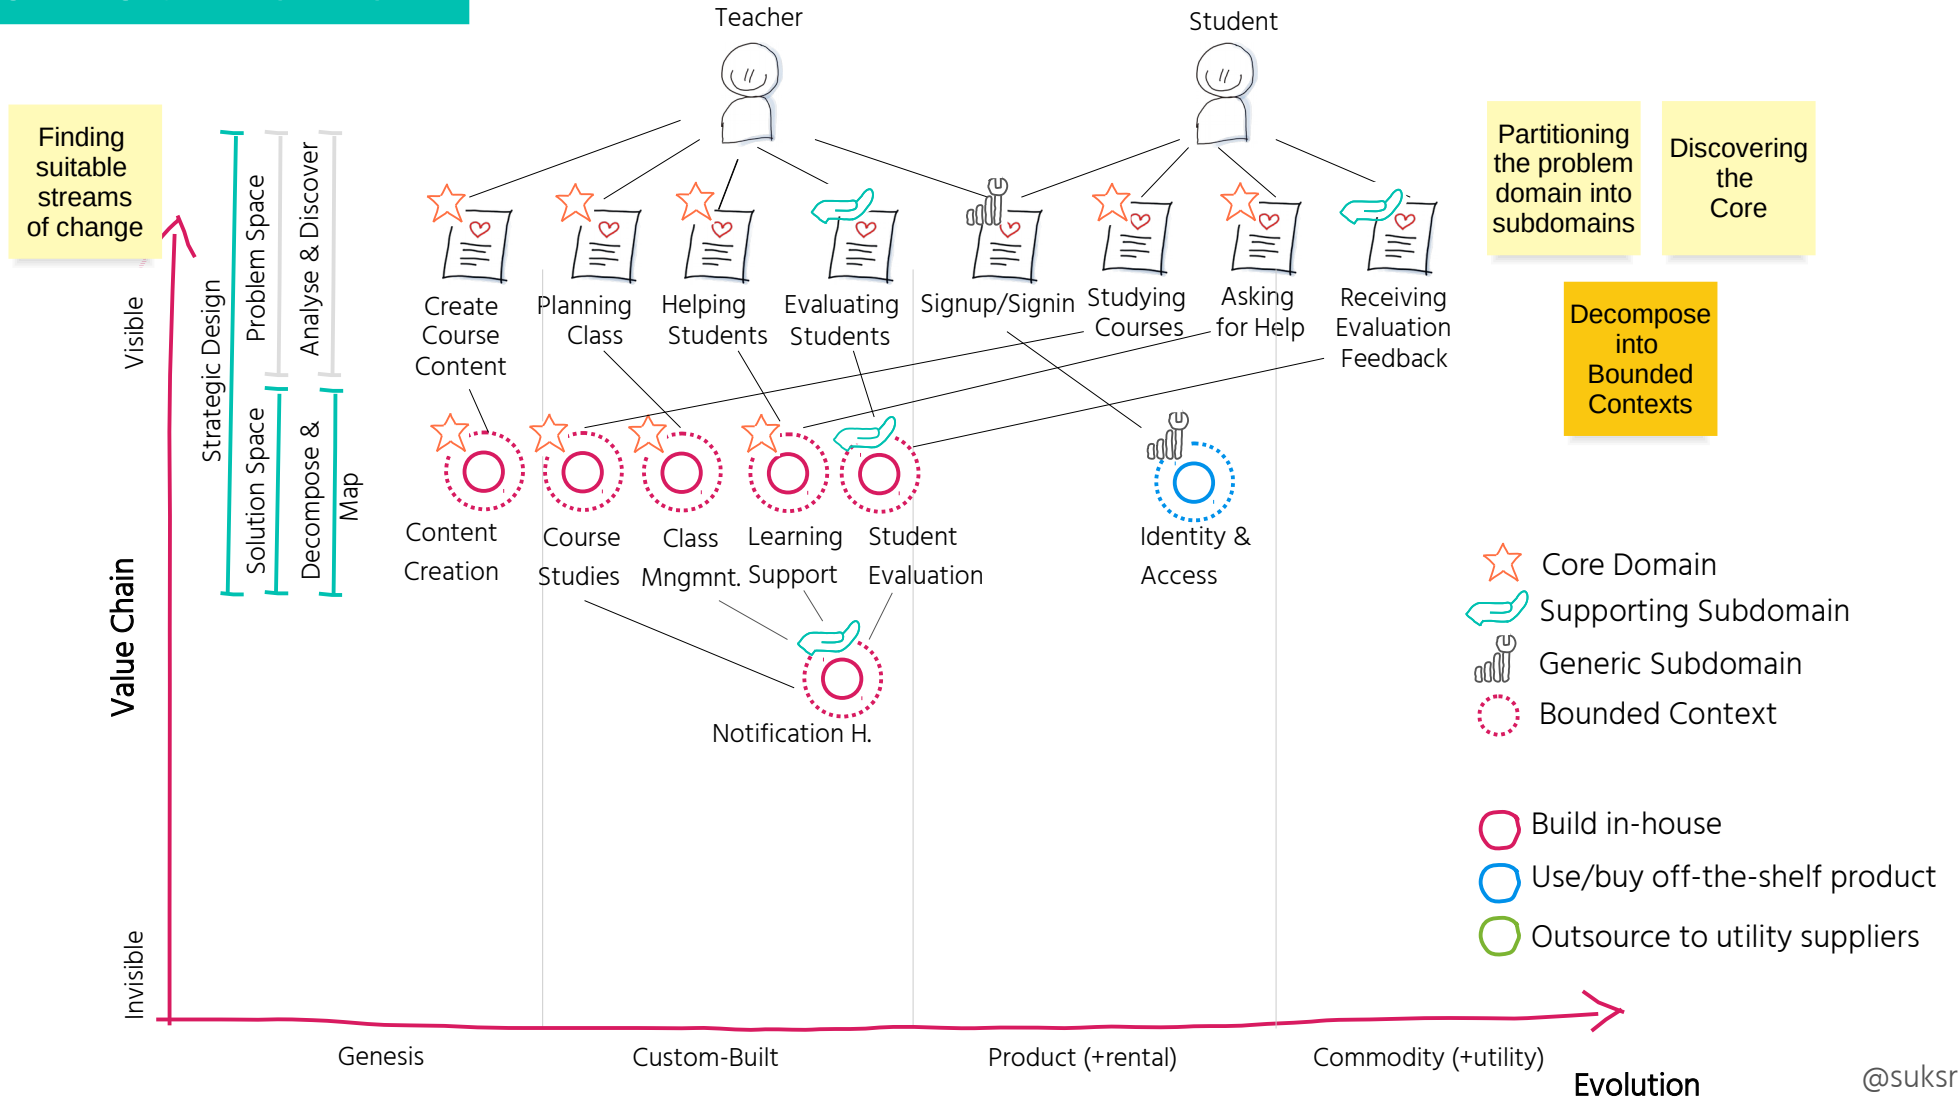 Teacher
Student
Finding
suitable
streams
of change
Partitioning
the problem
domain into
subdomains
Discovering
the
Core
Decompose
into
Bounded
Contexts
Strategic Design
Problem Space
Analyse & Discover
Solution Space
Decompose &
Map
Visible
Value Chain
Invisible
Create
Course
Content
Planning
Class
Helping
Students
Evaluating
Students
Signup/Signin
Studying
Courses
Asking
for Help
Receiving
Evaluation
Feedback
Content
Creation
Course
Studies
Class
Mngmnt.
Learning
Support
Student
Evaluation
Identity &
Access
Notification H.
Core Domain
Supporting Subdomain
Generic Subdomain
Bounded Context
Build in-house
Use/buy off-the-shelf product
Outsource to utility suppliers
Genesis
Custom-Built
Product (+rental)
Commodity (+utility)
Evolution
@suksr